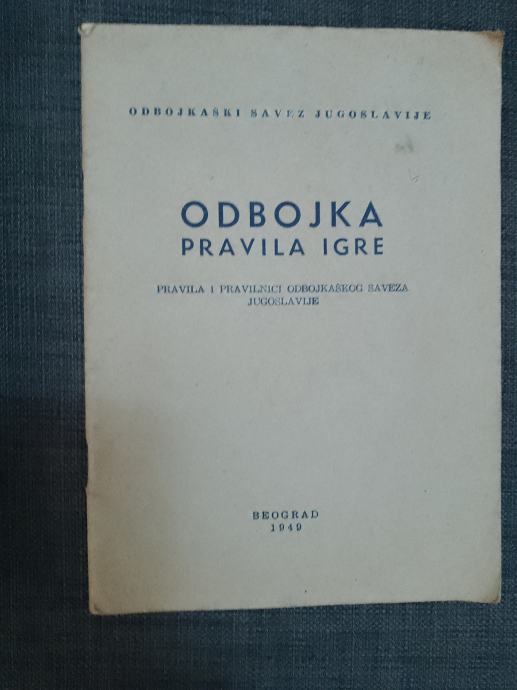 ODBOJKAŠKI SAVEZ JUGOSLAVIJE
ODBOJKA
PRAVILA IGRE
PRAVILA I PRAVILNICI ODBOJKAŠKOG SAVEZA
JUGOSLAVIJE
BEOGRAD
1949